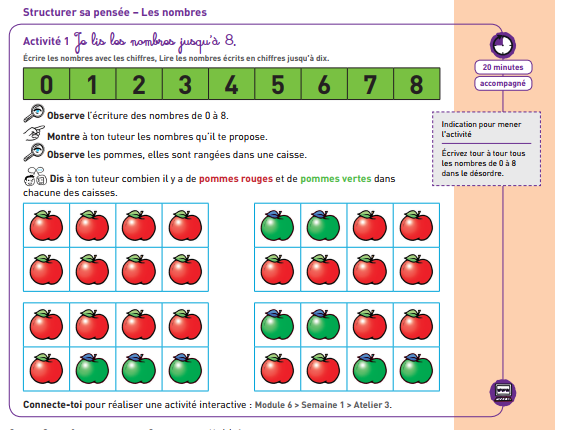 Structurer sa pensée – Les nombres
Activité 1 Je lis les nombres jusqu'à 8.
Écrire les nombres avec les chiffres, Lire les nombres écrits en chiffres jusqu'à dix.
0 1 2 3 4 5 6 7 8
Observe l'écriture des nombres de 0 à 8.
Montre à ton tuteur les nombres qu'il te propose.
Observe les pommes, elles sont rangées dans une caisse.
Dis à ton tuteur combien il y a de pommes rouges et de pommes vertes dans
chacune des caisses.
Connecte-toi pour réaliser une activité interactive : Module 6 > Semaine 1 > Atelier 3.
20 minutes
accompagné
Indication pour mener
l'activité
Écrivez tour à tour tous
les nombres de 0 à 8
dans le désordre.